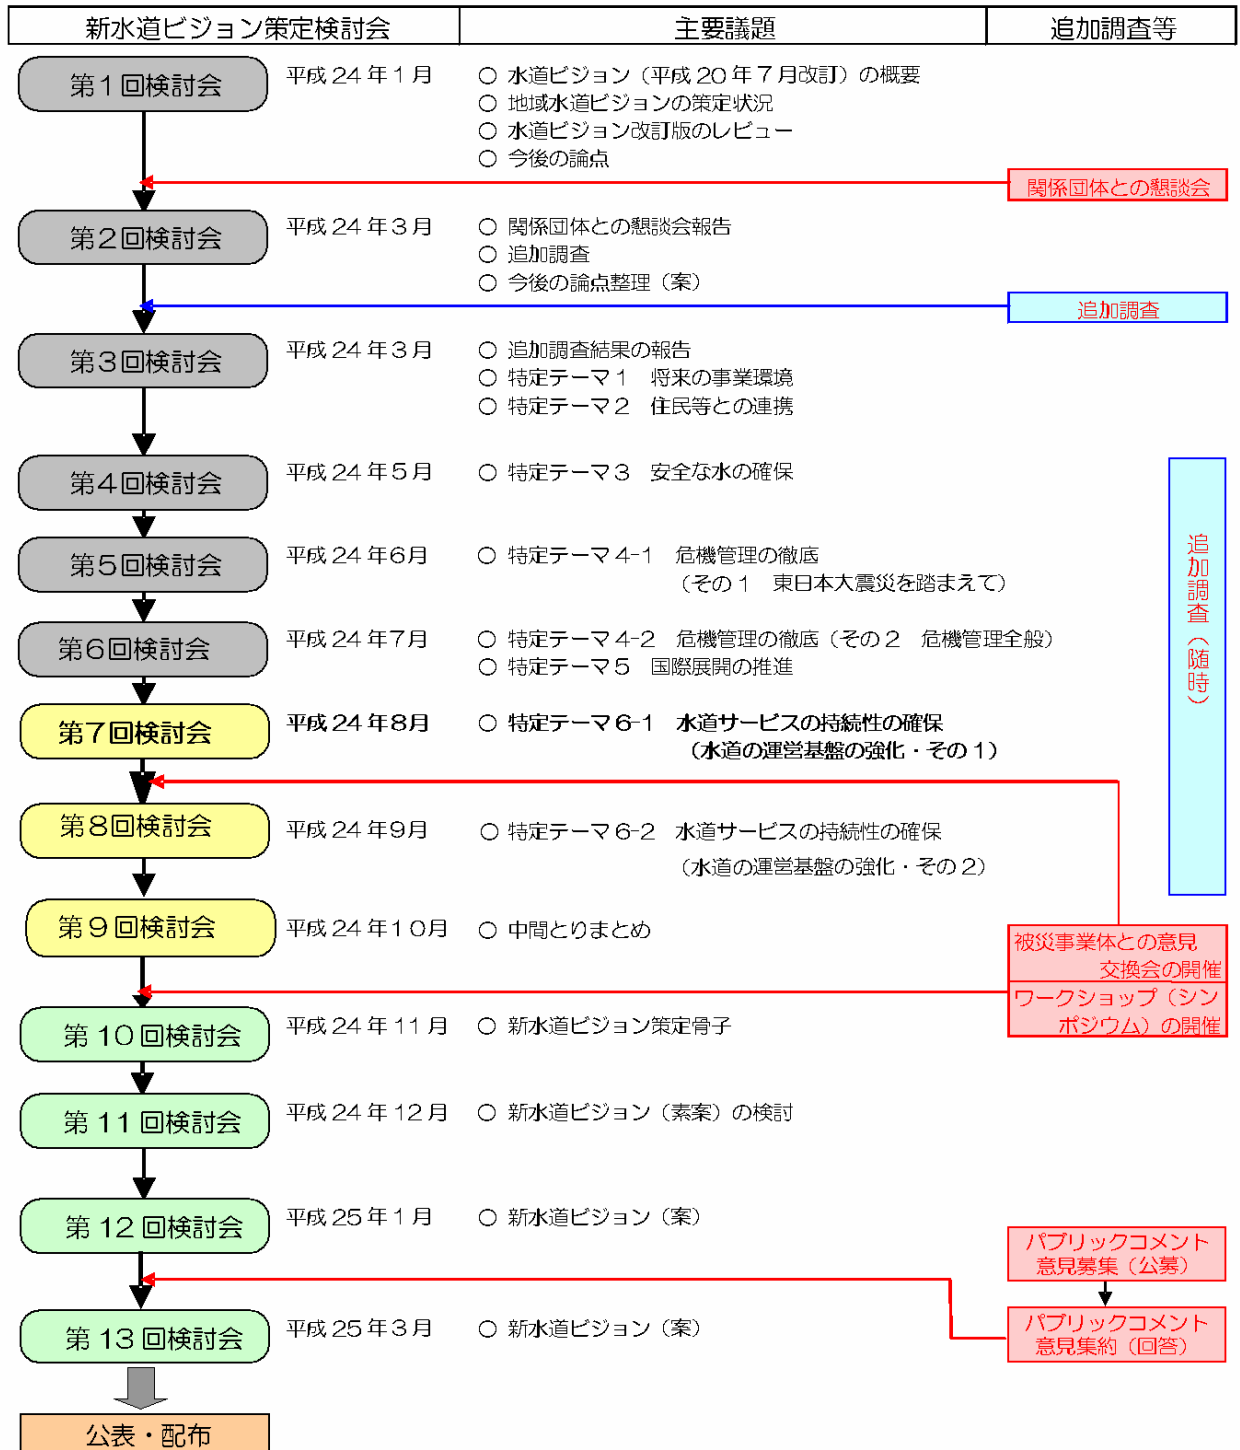 新水道ビジョン策定検討会
主要議題
追加調査等
第1回検討会
平成24年1月
○ 水道ビジョン（平成20年7月改訂）の概要
○ 地域水道ビジョンの策定状況
○ 水道ビジョン改訂版のレビュー
○ 今後の論点
関係団体との懇談会
第2回検討会
平成24年3月
○ 関係団体との懇談会報告
○ 追加調査
○ 今後の論点整理（案）
追加調査
第3回検討会
平成24年3月
○ 追加調査結果の報告
○ 特定テーマ1　将来の事業環境
○ 特定テーマ2　住民等との連携
第4回検討会
平成24年5月
○ 特定テーマ3　安全な水の確保
追加調査（随時）
第5回検討会
平成24年6月
○ 特定テーマ4-1　危機管理の徹底
（その1　東日本大震災を踏まえて）
第6回検討会
平成24年7月
○ 特定テーマ4-2　危機管理の徹底（その2　危機管理全般）
○ 特定テーマ5　国際展開の推進
第7回検討会
平成24年8月
○ 特定テーマ6-1　水道サービスの持続性の確保
（水道の運営基盤の強化・その1）
第8回検討会
平成24年9月
○ 特定テーマ6-2　水道サービスの持続性の確保
（水道の運営基盤の強化・その2）
第9回検討会
平成24年10月
○ 中間とりまとめ
被災事業体との意見
交換会の開催
ワークショップ（シン
ポジウム）の開催
第10回検討会
平成24年11月
○ 新水道ビジョン策定骨子
第11回検討会
平成24年12月
○ 新水道ビジョン（素案）の検討
第12回検討会
平成25年1月
○ 新水道ビジョン（案）
パブリックコメント
意見募集（公募）
第13回検討会
平成25年3月
○ 新水道ビジョン（案）
パブリックコメント
意見集約（回答）
公表・配布